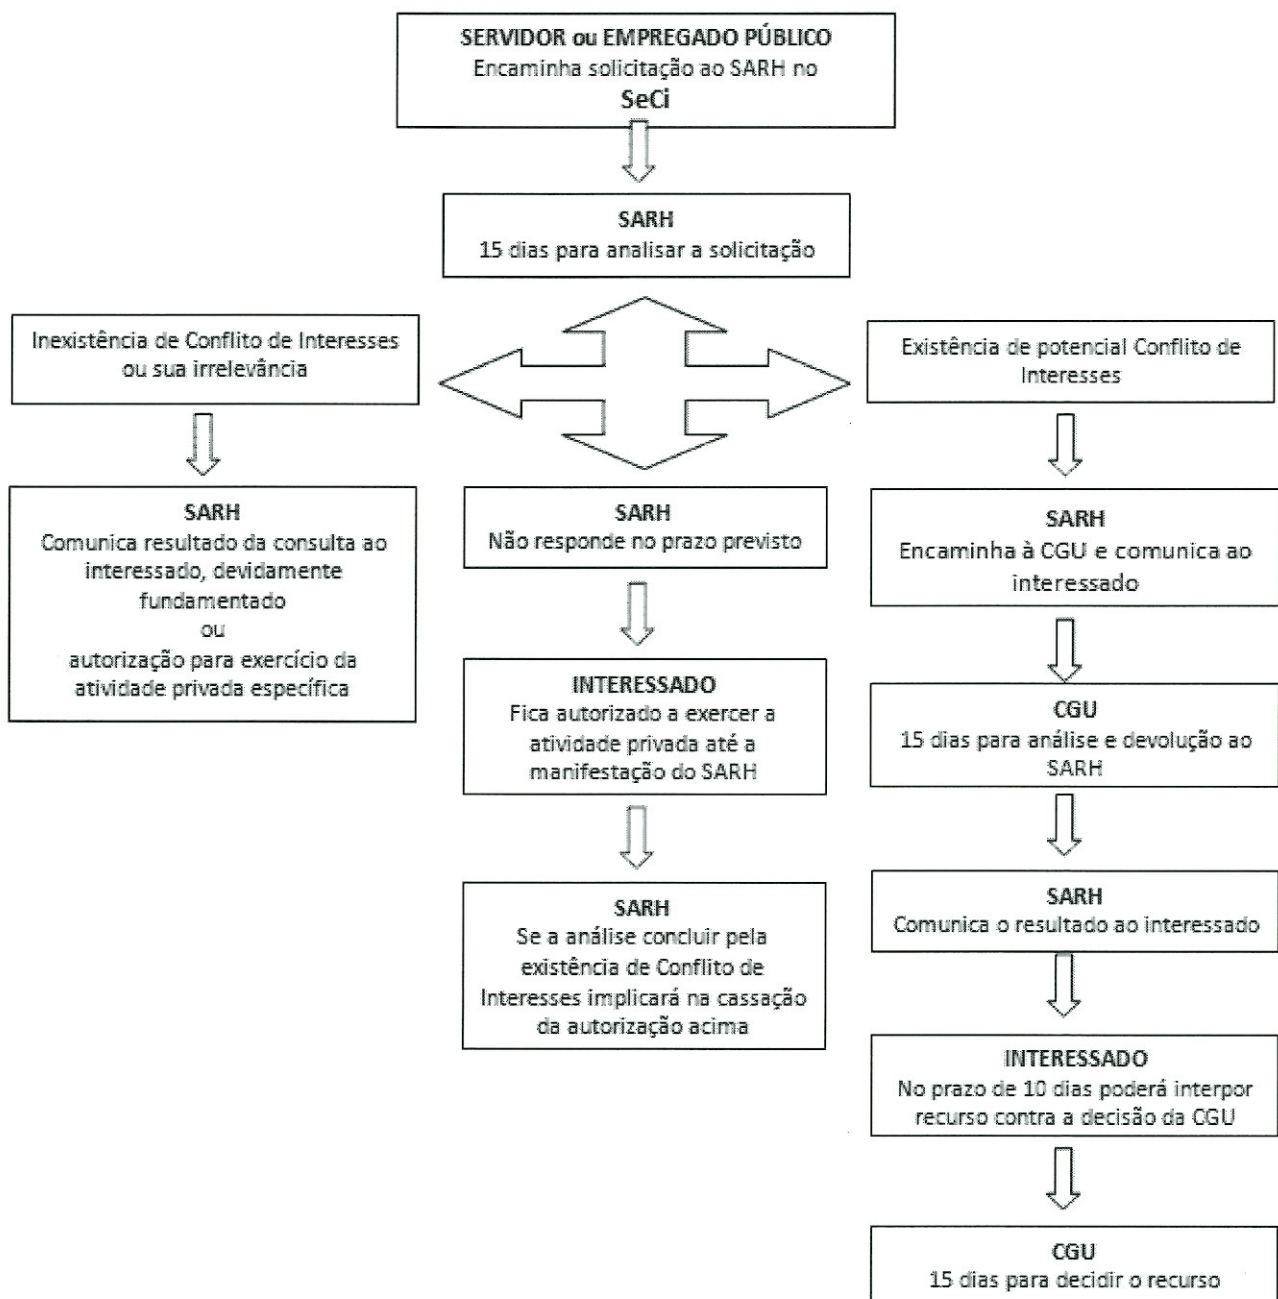 SERVIDOR ou EMPREGADO PÚBLICO
Encaminha solicitação ao SARH no
SeCi
SARH
15 dias para analisar a solicitação
Inexistência de Conflito de Interesses
ou sua irrelevância
SARH
Comunica resultado da consulta ao
interessado, devidamente
fundamentado
ou
autorização para exercício da
atividade privada específica
SARH
Não responde no prazo previsto
INTERESSADO
Fica autorizado a exercer a
atividade privada até a
manifestação do SARH
SARH
Se a análise concluir pela
existência de Conflito de
Interesses implicará na cassação
da autorização acima
Existência de potencial Conflito de
Interesses
SARH
Encaminha à CGU e comunica ao
interessado
CGU
15 dias para análise e devolução ao
SARH
SARH
Comunica o resultado ao interessado
INTERESSADO
No prazo de 10 dias poderá interpor
recurso contra a decisão da CGU
CGU
15 dias para decidir o recurso